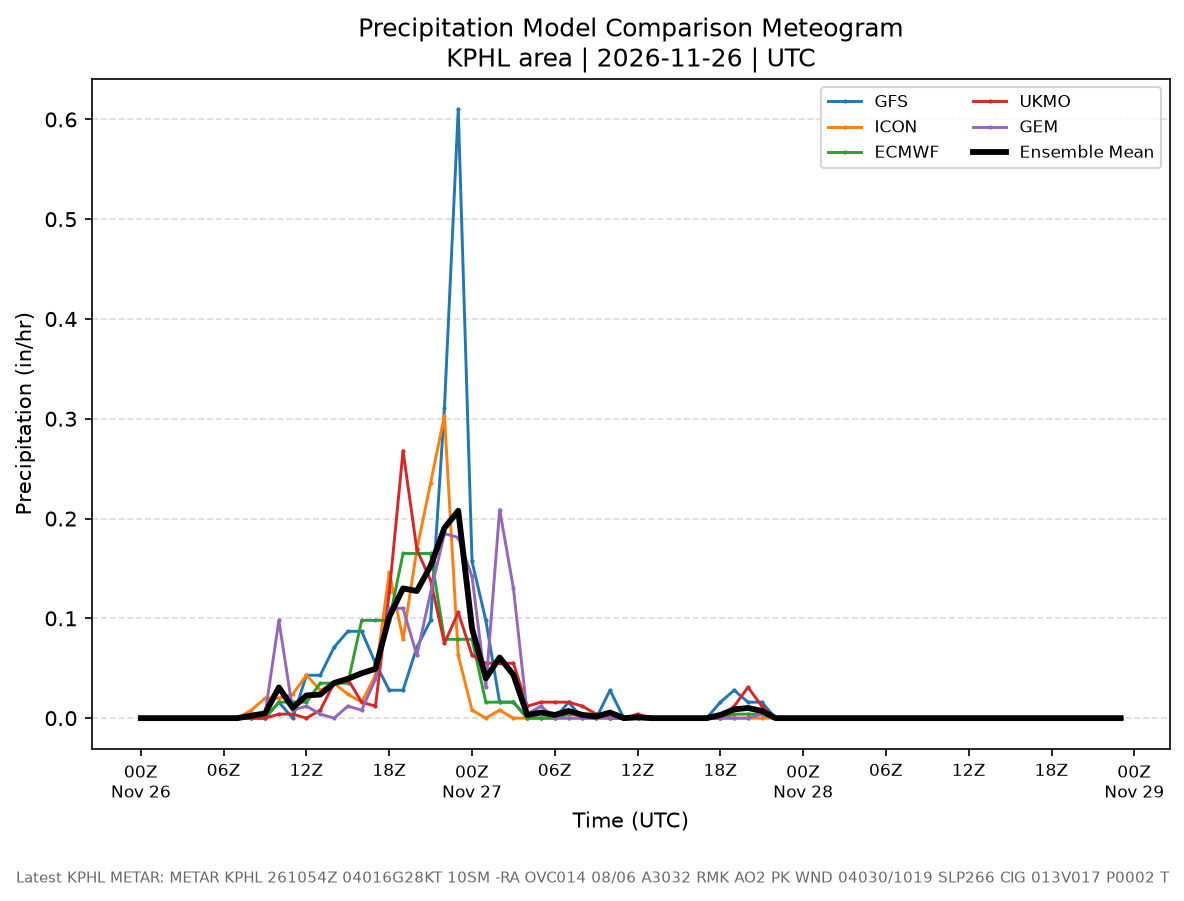 Precipitation Model Comparison Meteogram
KPHL area | 2026-11-26 | UTC
GFS
ICON
ECMWF
UKMO
GEM
Ensemble Mean
Precipitation (in/hr)
0.6
0.5
0.4
0.3
0.2
0.1
0.0
00Z 06Z 12Z 18Z 00Z 06Z 12Z 18Z 00Z 06Z 12Z 18Z 00Z
Nov 26 Nov 27 Nov 28 Nov 29
Time (UTC)
Latest KPHL METAR: METAR KPHL 261054Z 04016G28KT 10SM -RA OVC014 08/06 A3032 RMK AO2 PK WND 04030/1019 SLP266 CIG 013V017 P0002 T